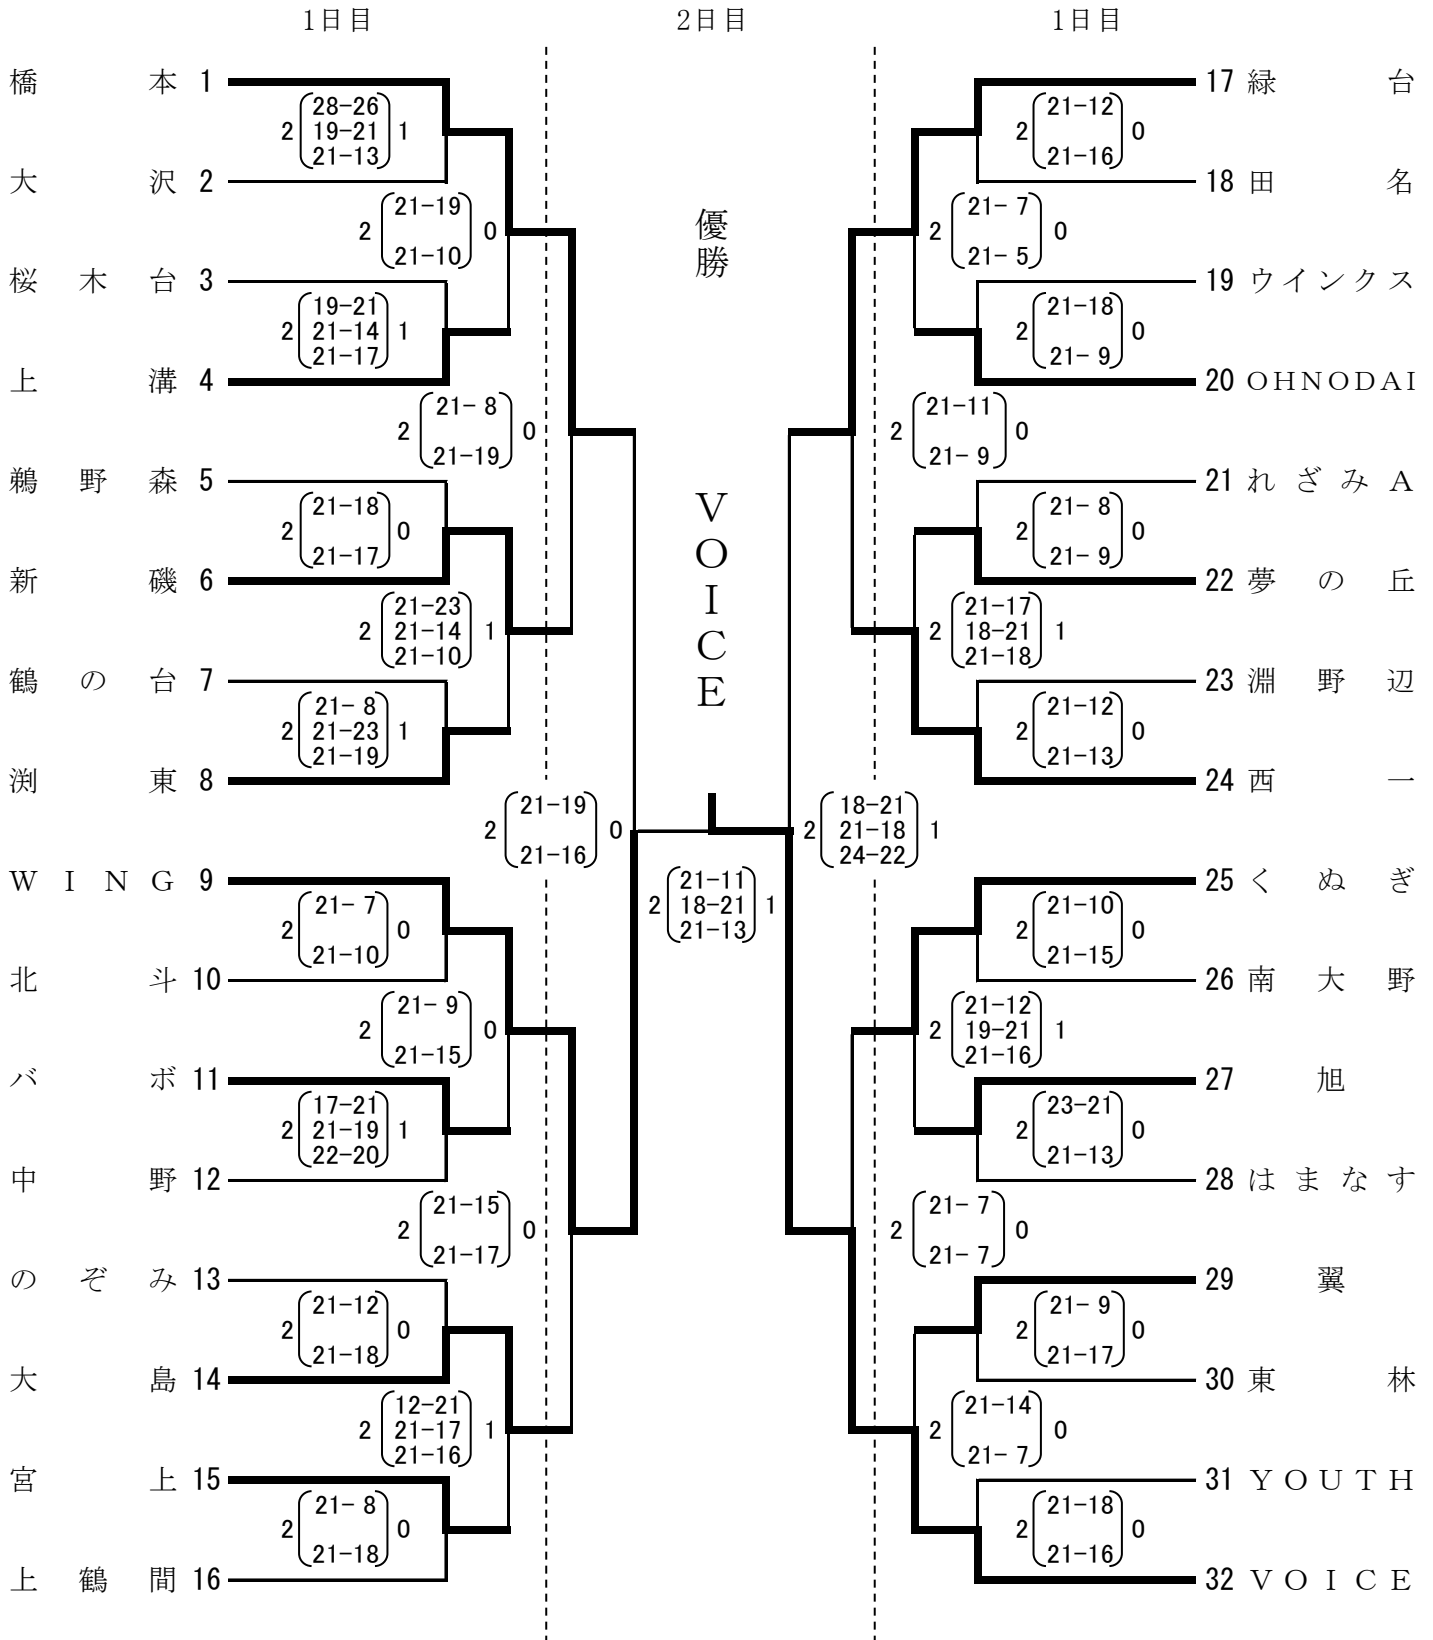 1日目 2日目 1日目
橋本 1
28-26
2 19-21 1
21-13
大沢 2
21-19
2 0
21-10
桜木台 3
19-21
2 21-14 1
21-17
上溝 4
21- 8
2 0
21-19
鵜野森 5
21-18
2 0
21-17
新磯 6
21-23
2 21-14 1
21-10
鶴の台 7
21- 8
2 21-23 1
21-19
渕東 8
21-19
2 0
21-16
WING 9
21- 7
2 0
21-10
北斗 10
21- 9
2 0
21-15
バボ 11
17-21
2 21-19 1
22-20
中野 12
21-15
2 0
21-17
のぞみ 13
21-12
2 0
21-18
大島 14
12-21
2 21-17 1
21-16
宮上 15
21- 8
2 0
21-18
上鶴間 16
優勝
VOICE
21-11
2 18-21 1
21-13
17 緑台
21-12
2 0
21-16
18 田名
21- 7
2 0
21- 5
19 ウインクス
21-18
2 0
21- 9
20 OHNODAI
21-11
2 0
21- 9
21 れざみA
21- 8
2 0
21- 9
22 夢の丘
21-17
2 18-21 1
21-18
23 淵野辺
21-12
2 0
21-13
24 西一
18-21
2 21-18 1
24-22
25 くぬぎ
21-10
2 0
21-15
26 南大野
21-12
2 19-21 1
21-16
27 旭
23-21
2 0
21-13
28 はまなす
21- 7
2 0
21- 7
29 翼
21- 9
2 0
21-17
30 東林
21-14
2 0
21- 7
31 YOUTH
21-18
2 0
21-16
32 VOICE